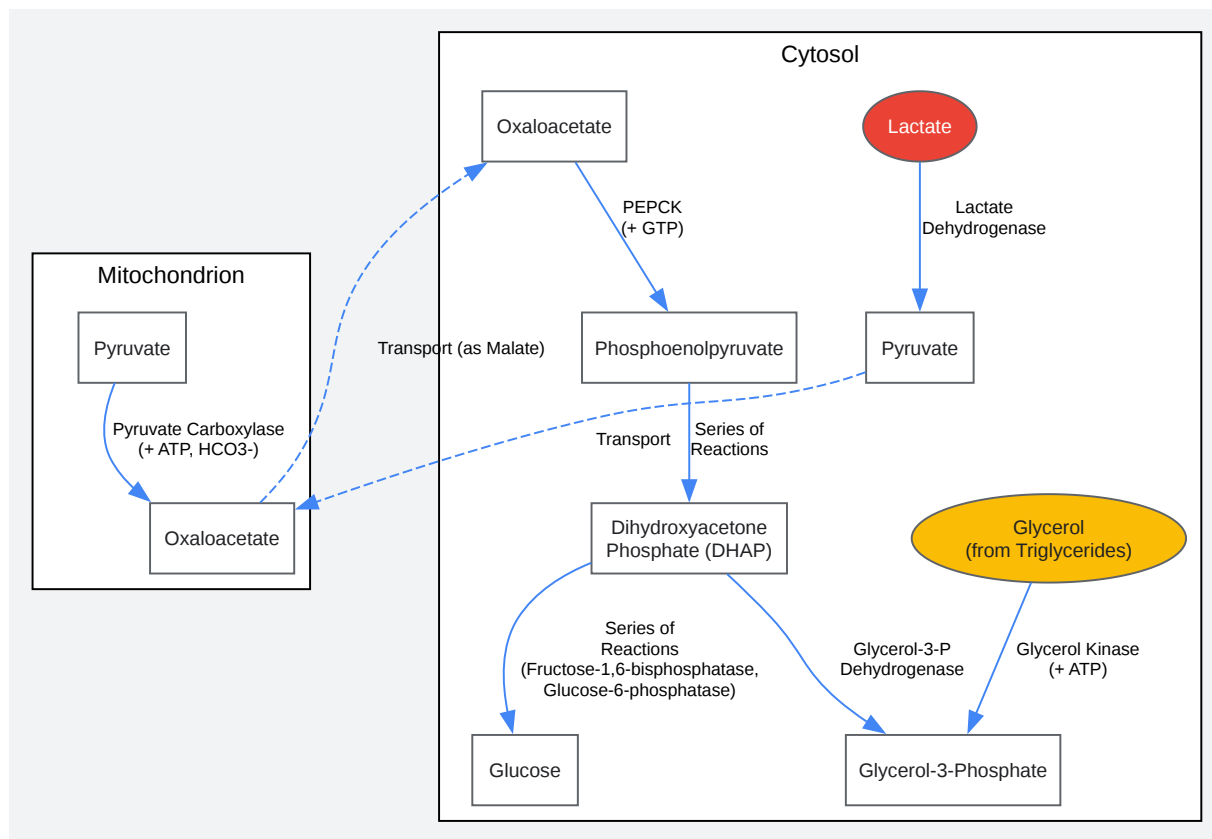 Cytosol
Oxaloacetate
Lactate
PEPCK
(+ GTP)
Lactate
Dehydrogenase
Mitochondrion
Pyruvate
Transport (as Malate)
Phosphoenolpyruvate
Pyruvate
Pyruvate Carboxylase
(+ ATP, HCO3-)
Transport
Series of
Reactions
Oxaloacetate
Dihydroxyacetone
Phosphate (DHAP)
Glycerol
(from Triglycerides)
Series of
Reactions
(Fructose-1,6-bisphosphatase,
Glucose-6-phosphatase)
Glycerol-3-P
Dehydrogenase
Glycerol Kinase
(+ ATP)
Glucose
Glycerol-3-Phosphate